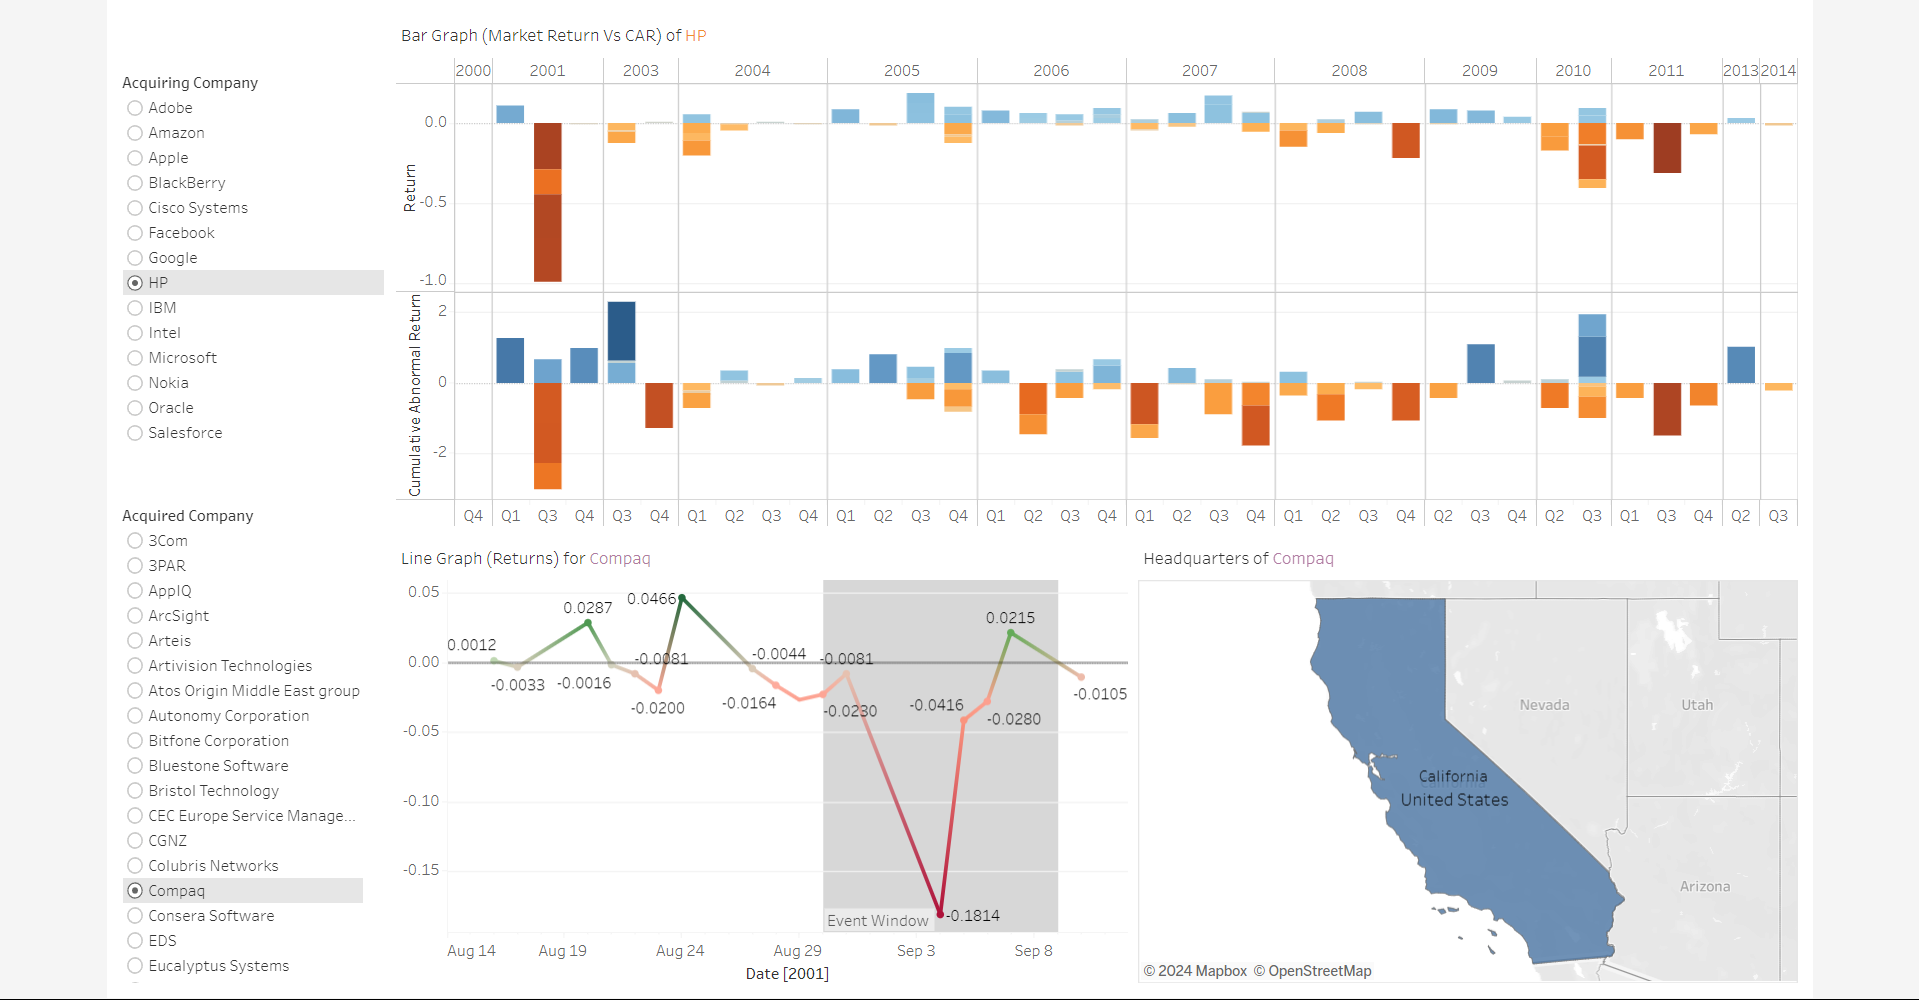 Bar Graph (Market Return Vs CAR) of HP
Acquiring Company
Adobe
Amazon
Apple
BlackBerry
Cisco Systems
Facebook
Google
HP
IBM
Intel
Microsoft
Nokia
Oracle
Salesforce
2000 2001 2003 2004 2005 2006 2007 2008 2009 2010 2011 2013 2014
Return
0.0
-0.5
-1.0
Cumulative Abnormal Return
2
0
-2
Q4 Q1 Q3 Q4 Q3 Q4 Q1 Q2 Q3 Q4 Q1 Q2 Q3 Q4 Q1 Q2 Q3 Q4 Q1 Q2 Q3 Q4 Q1 Q2 Q3 Q4 Q2 Q3 Q4 Q2 Q3 Q1 Q3 Q4 Q2 Q3
Acquired Company
3Com
3PAR
AppIQ
ArcSight
Arteis
Artivision Technologies
Atos Origin Middle East group
Autonomy Corporation
Bitfone Corporation
Bluestone Software
Bristol Technology
CEC Europe Service Manage...
CGNZ
Colubris Networks
Compaq
Consera Software
EDS
Eucalyptus Systems
Line Graph (Returns) for Compaq
0.05
0.00
-0.05
-0.10
-0.15
0.0012
-0.0033
0.0287
-0.0016
-0.0081
-0.0200
0.0466
-0.0044
-0.0164
-0.0230
-0.0081
-0.1814
-0.0416
-0.0280
0.0215
-0.0105
Event Window
Aug 14 Aug 19 Aug 24 Aug 29 Sep 3 Sep 8
Date [2001]
Headquarters of Compaq
Nevada
Utah
California
United States
Arizona
© 2024 Mapbox © OpenStreetMap